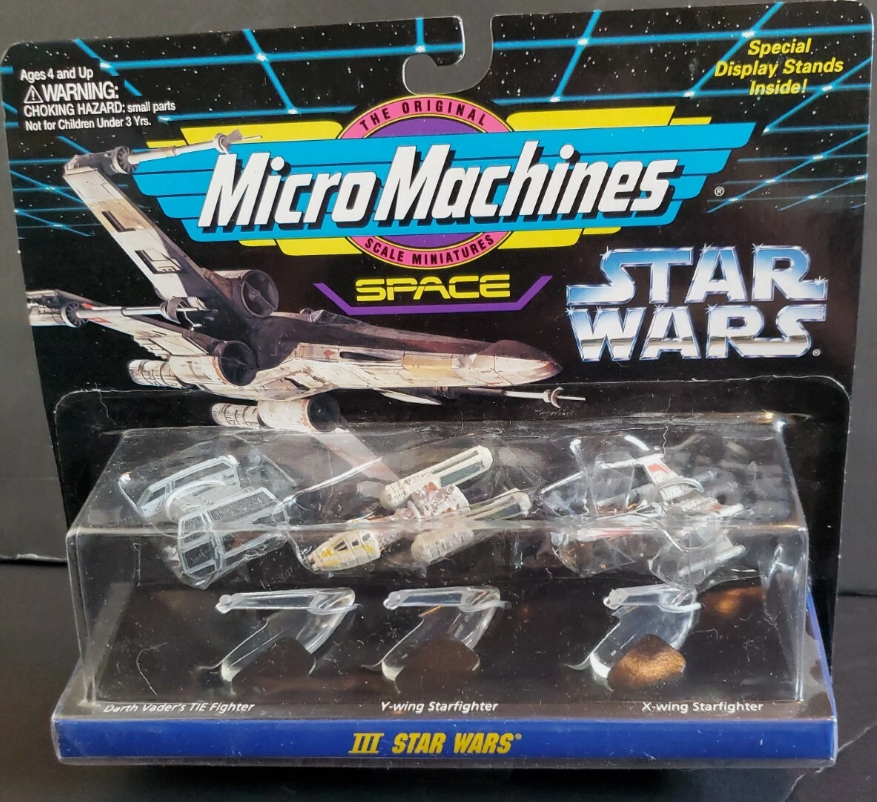 Ages 4 and Up
⚠WARNING:
CHOKING HAZARD: small parts
Not for Children Under 3 Yrs.
Special
Display Stands
Inside!
THE ORIGINAL
Micro Machines®
SCALE MINIATURES
SPACE
STAR
WARS®
Darth Vader's TIE Fighter
Y-wing Starfighter
X-wing Starfighter
III STAR WARS®